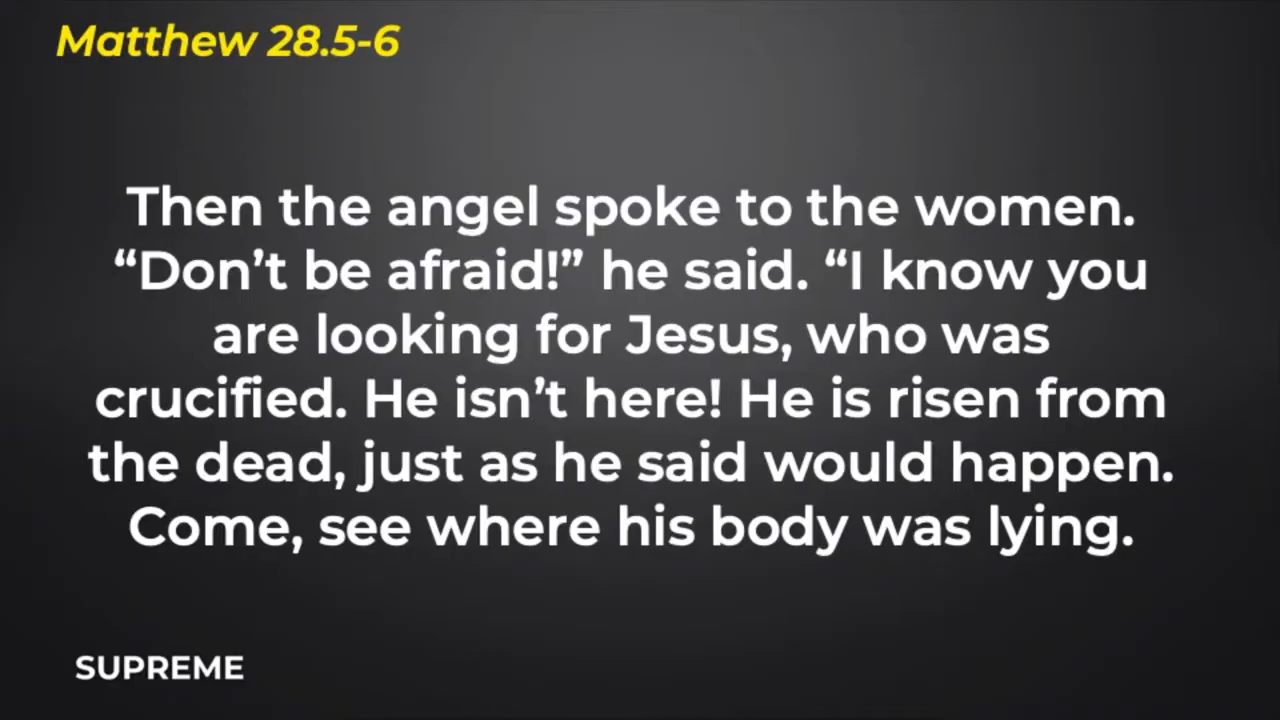 Matthew 28.5-6
Then the angel spoke to the women.
“Don’t be afraid!” he said. “I know you
are looking for Jesus, who was
crucified. He isn’t here! He is risen from
the dead, just as he said would happen.
Come, see where his body was lying.
SUPREME